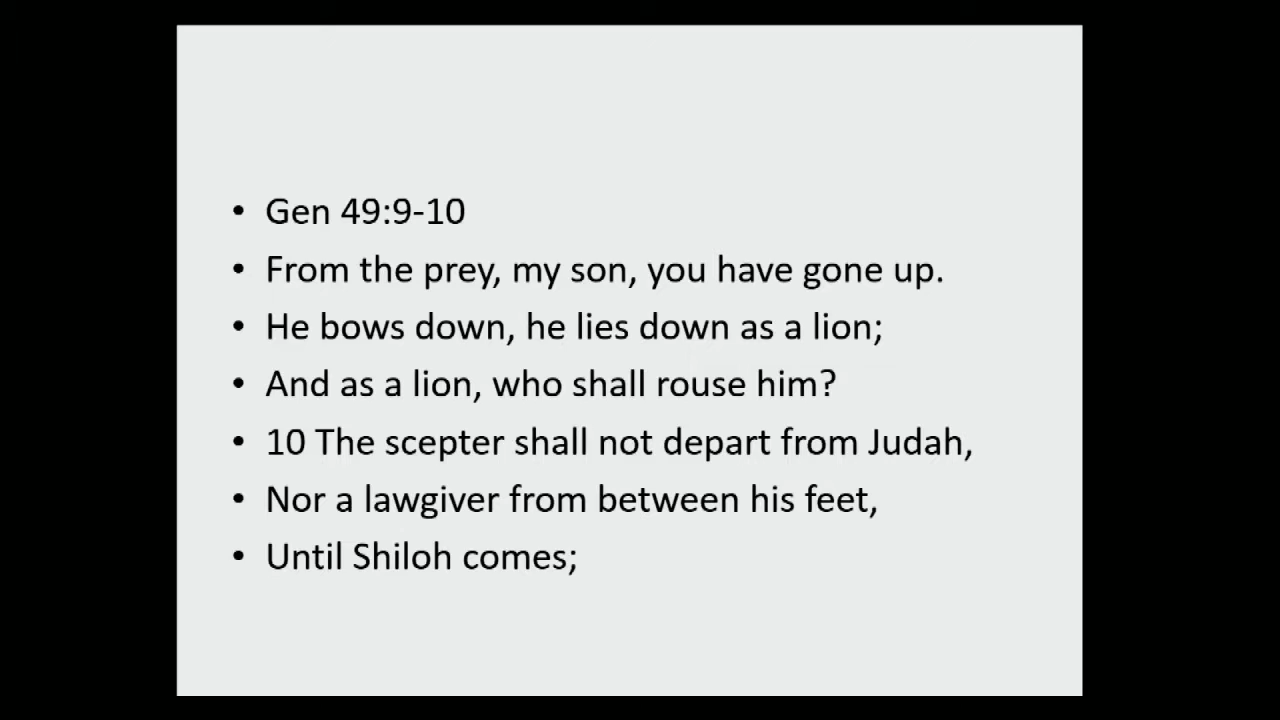 • Gen 49:9-10
• From the prey, my son, you have gone up.
• He bows down, he lies down as a lion;
• And as a lion, who shall rouse him?
• 10 The scepter shall not depart from Judah,
• Nor a lawgiver from between his feet,
• Until Shiloh comes;